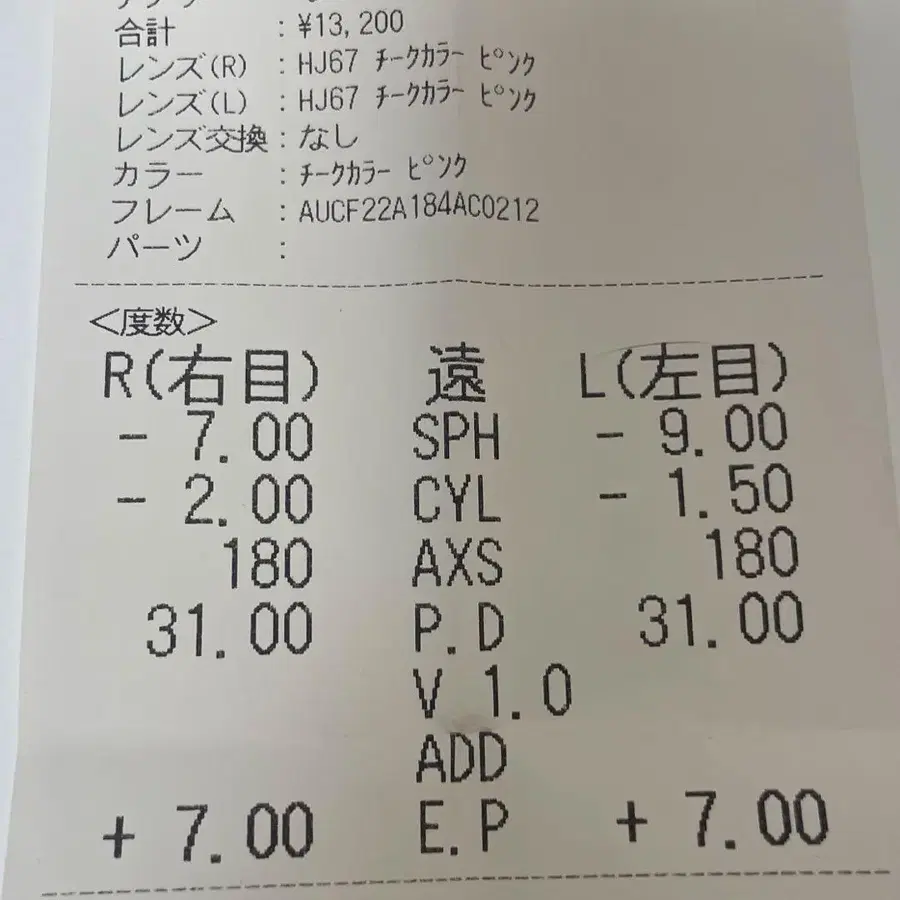 合計 : ¥13,200
レンズ(R) : HJ67 チークカラー ピンク
レンズ(L) : HJ67 チークカラー ピンク
レンズ交換 : なし
カラー : チークカラー ピンク
フレーム : AUCF22A184AC0212
パーツ :
<度数>
R(右目) 遠 L(左目)
- 7.00 SPH - 9.00
- 2.00 CYL - 1.50
180 AXS 180
31.00 P.D 31.00
V 1.0
ADD
+ 7.00 E.P + 7.00